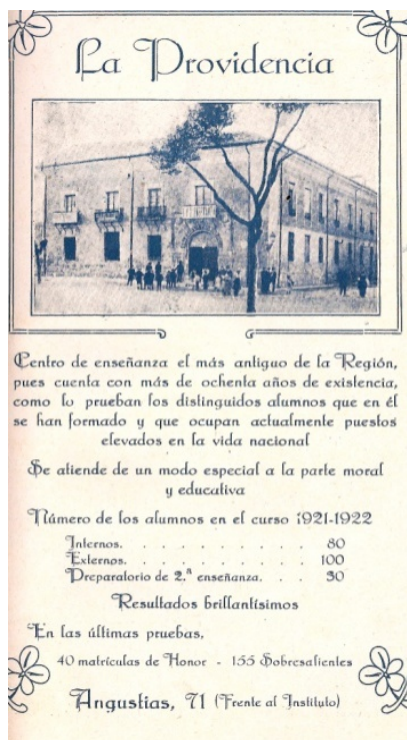 La Providencia
Centro de enseñanza el más antiguo de la Región,
pues cuenta con más de ochenta años de existencia,
como lo prueban los distinguidos alumnos que en él
se han formado y que ocupan actualmente puestos
elevados en la vida nacional
Se atiende de un modo especial a la parte moral
y educativa
Número de los alumnos en el curso 1921-1922
Internos. . . . . . . . . . 80
Externos. . . . . . . . . . 100
Preparatorio de 2.ª enseñanza. . . 30
Resultados brillantísimos
En las últimas pruebas,
40 matrículas de Honor - 155 Sobresalientes
Angustias, 71 (Frente al Instituto)